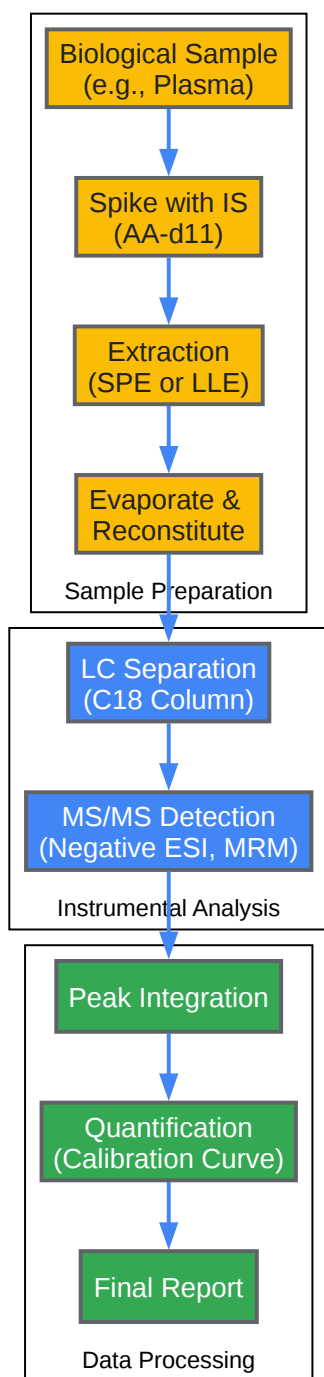 Biological Sample
(e.g., Plasma)
Spike with IS
(AA-d11)
Extraction
(SPE or LLE)
Evaporate &
Reconstitute
Sample Preparation
LC Separation
(C18 Column)
MS/MS Detection
(Negative ESI, MRM)
Instrumental Analysis
Peak Integration
Quantification
(Calibration Curve)
Final Report
Data Processing